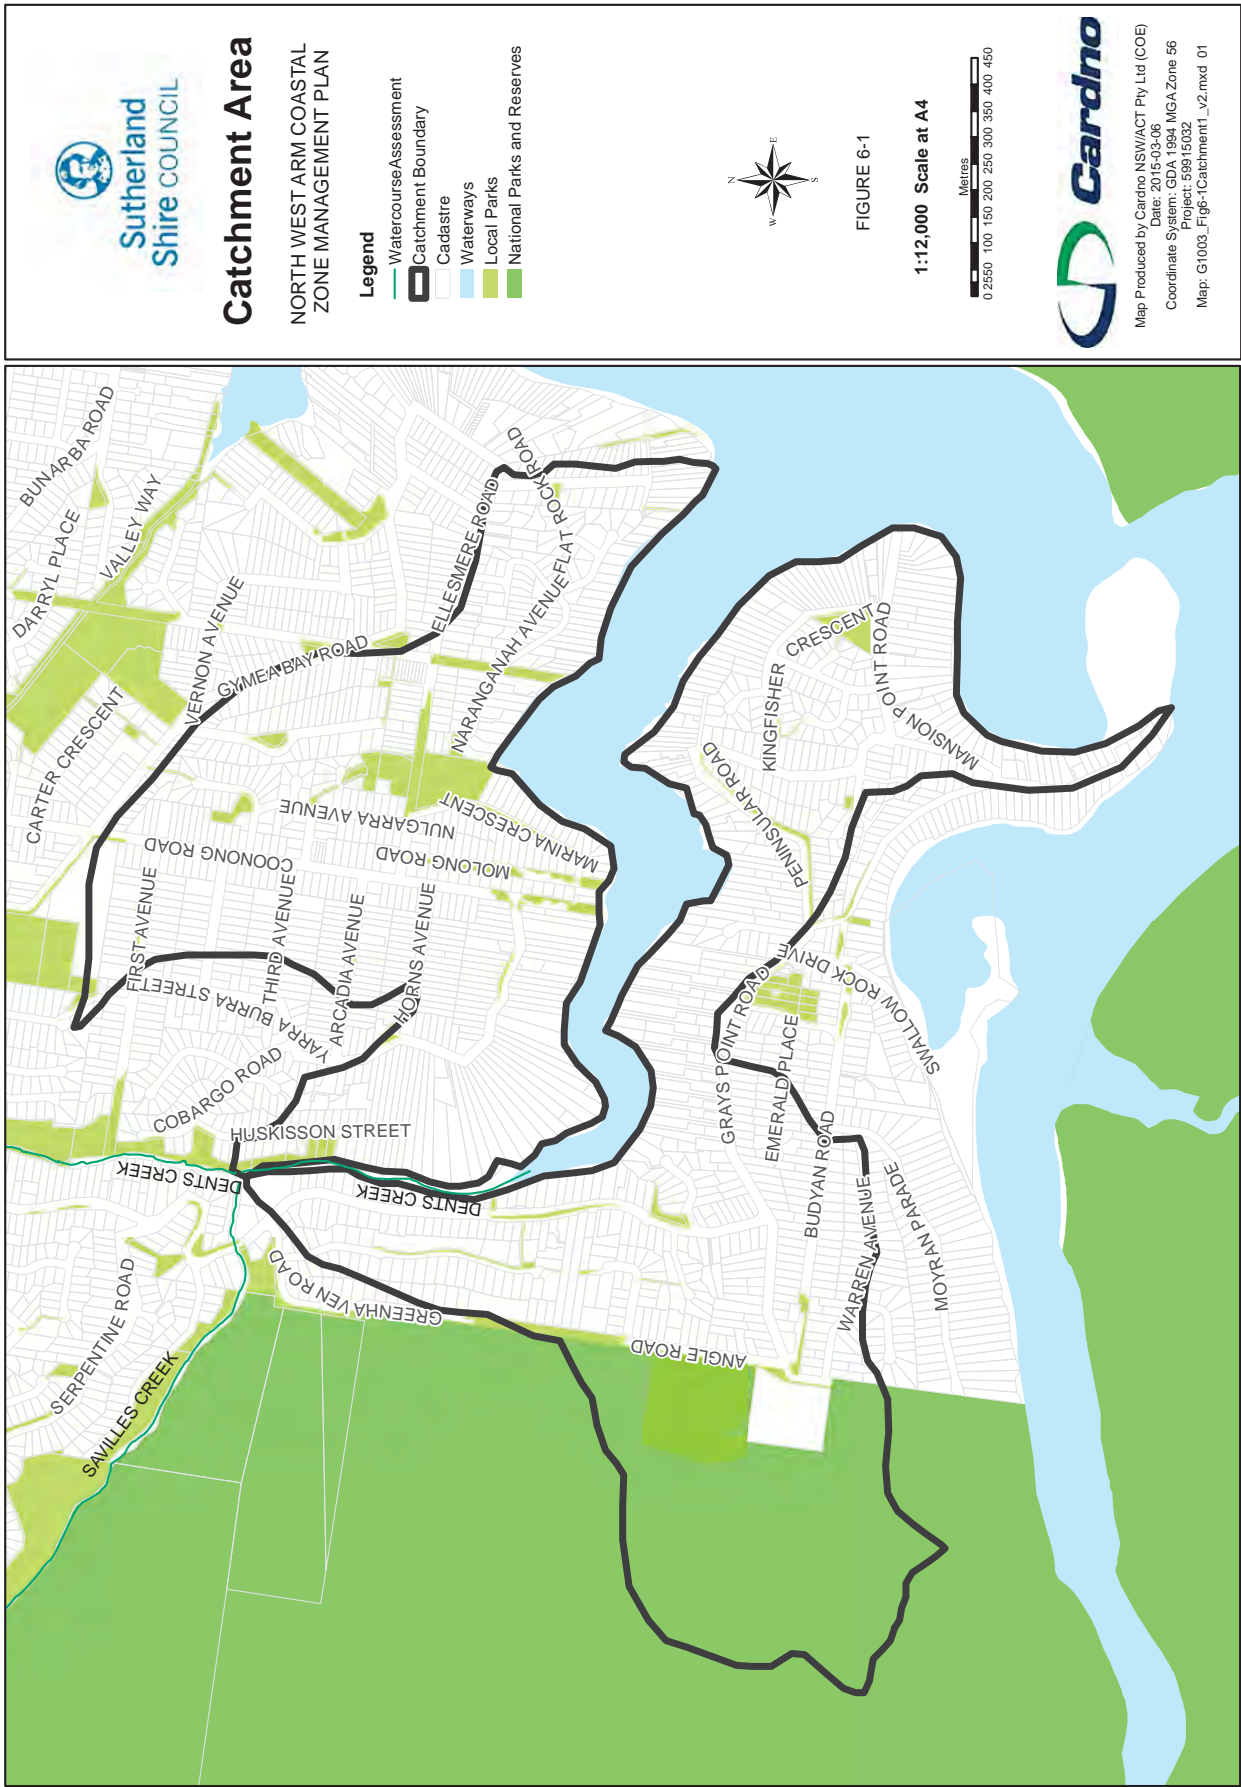 Sutherland
Shire COUNCIL
Catchment Area
NORTH WEST ARM COASTAL
ZONE MANAGEMENT PLAN
Legend
Watercourse Assessment
Catchment Boundary
Cadastre
Waterways
Local Parks
National Parks and Reserves
N
E
S
W
FIGURE 6-1
1:12,000 Scale at A4
Metres
0 25 50 100 150 200 250 300 350 400 450
Cardno
Map Produced by Cardno NSW/ACT Pty Ltd (COE)
Date: 2015-03-06
Coordinate System: GDA 1994 MGA Zone 56
Project: 59915032
Map: G1003_Fig6-1Catchment1_v2.mxd 01
BUNARBA ROAD
DARRYL PLACE
VALLEY WAY
VERNON AVENUE
GYMEA BAY ROAD
CARTER CRESCENT
ELLESMERE ROAD
FLAT ROCK ROAD
NARANGANAH AVENUE
NULGARRA AVENUE
MARINA CRESCENT
COONONG ROAD
MOLONG ROAD
FIRST AVENUE
THIRD AVENUE
ARCADIA AVENUE
HORNS AVENUE
YARRA BURRA STREET
COBARGO ROAD
HUSKISSON STREET
DENTS CREEK
DENTS CREEK
DENTS CREEK
SERPENTINE ROAD
SAVILLES CREEK
GREENHAVEN ROAD
ANGLE ROAD
KINGFISHER CRESCENT
MANSION POINT ROAD
PENINSULAR ROAD
SWALLOW ROCK DRIVE
GRAYS POINT ROAD
EMERALD PLACE
BUDYAN ROAD
WARREN AVENUE
MOYRAN PARADE